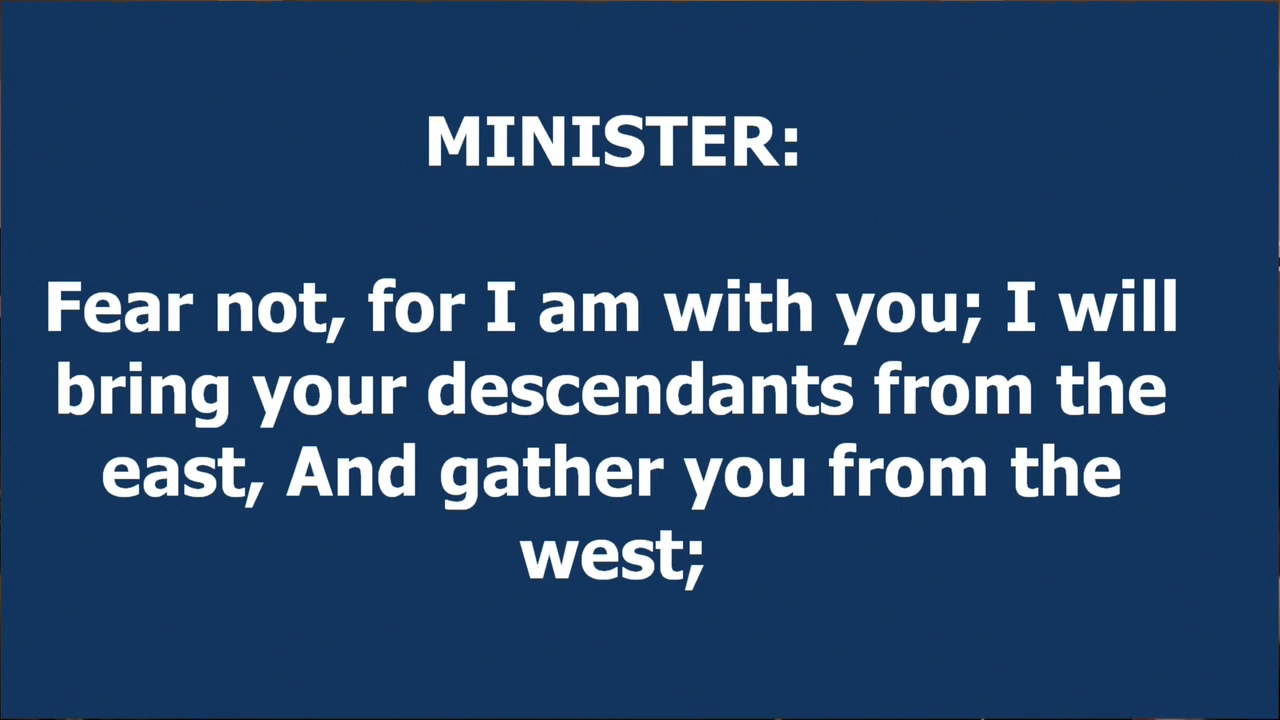 MINISTER:
Fear not, for I am with you; I will
bring your descendants from the
east, And gather you from the
west;